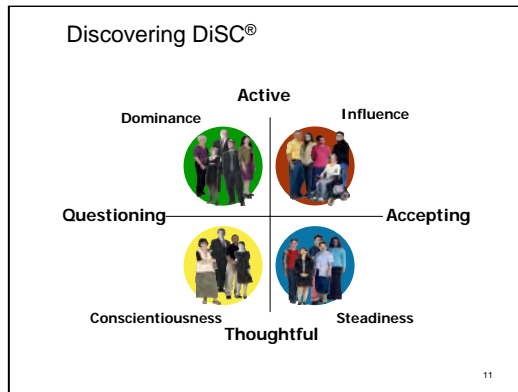 Discovering DiSC®
Active
Dominance
Influence
Questioning
Accepting
Conscientiousness
Steadiness
Thoughtful
11